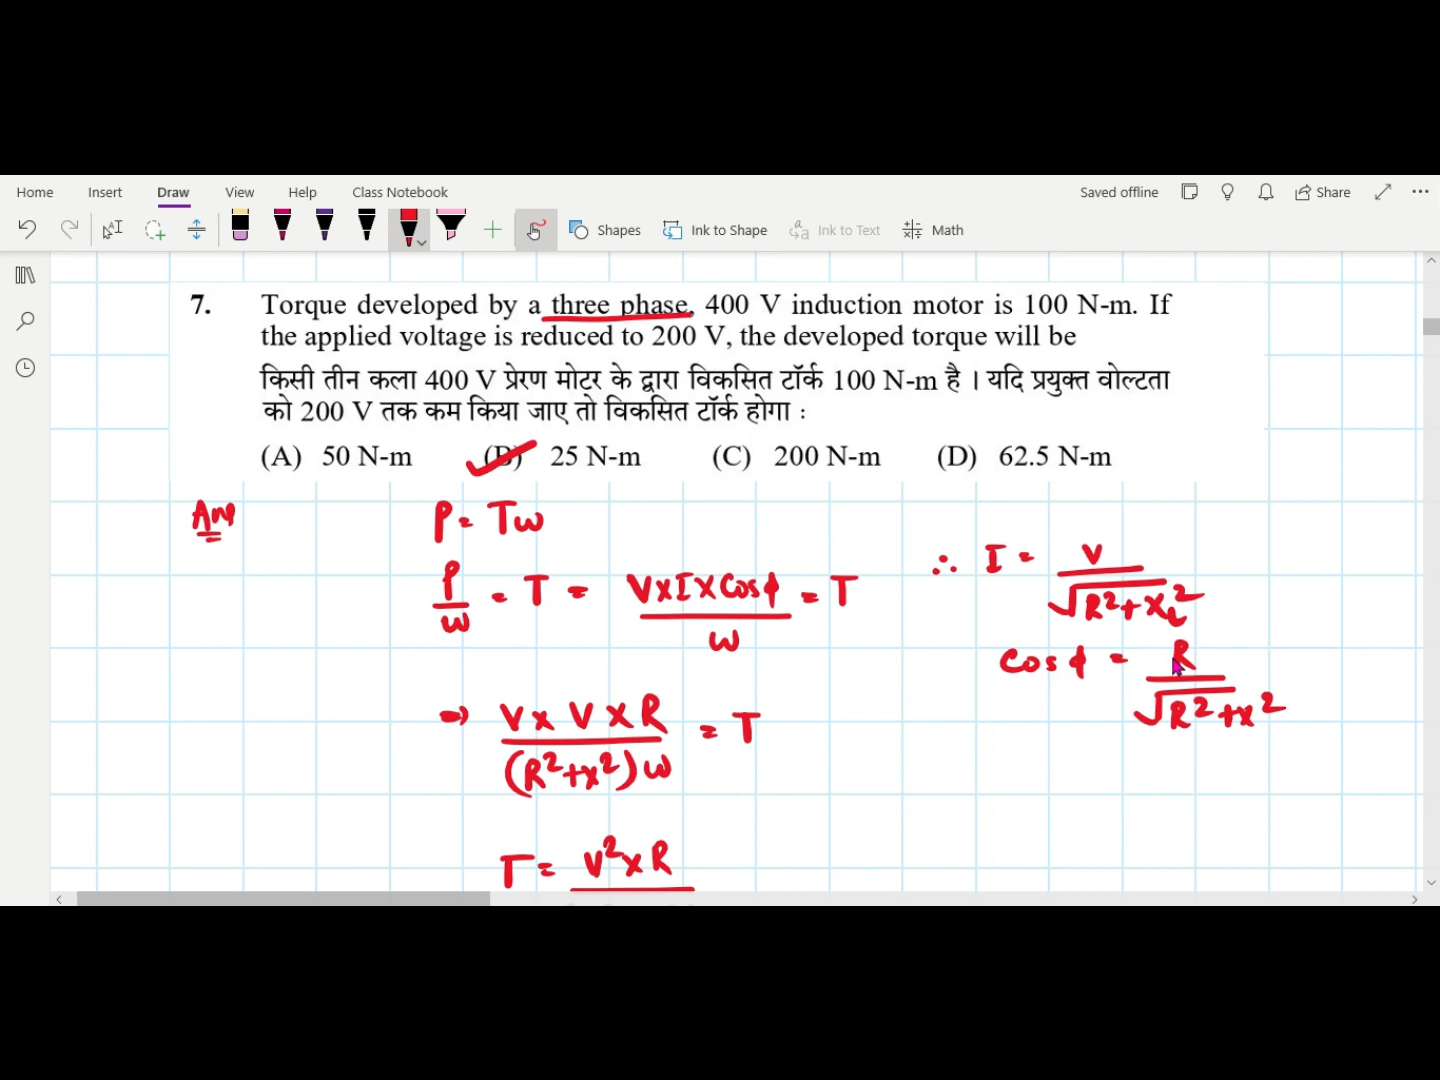 Home Insert Draw View Help Class Notebook Saved offline Share
Shapes Ink to Shape Ink to Text Math
7. Torque developed by a three phase, 400 V induction motor is 100 N-m. If
the applied voltage is reduced to 200 V, the developed torque will be
किसी तीन कला 400 V प्रेरण मोटर के द्वारा विकसित टॉर्क 100 N-m है । यदि प्रयुक्त वोल्टता
को 200 V तक कम किया जाए तो विकसित टॉर्क होगा :
(A) 50 N-m (B) 25 N-m (C) 200 N-m (D) 62.5 N-m
Ans
P = Tω
P/ω = T = V×I×Cosϕ/ω = T
∴ I = V/√R²+X_L²
Cosϕ = R/√R²+x²
⇒ V×V×R/(R²+x²)ω = T
T = V²×R